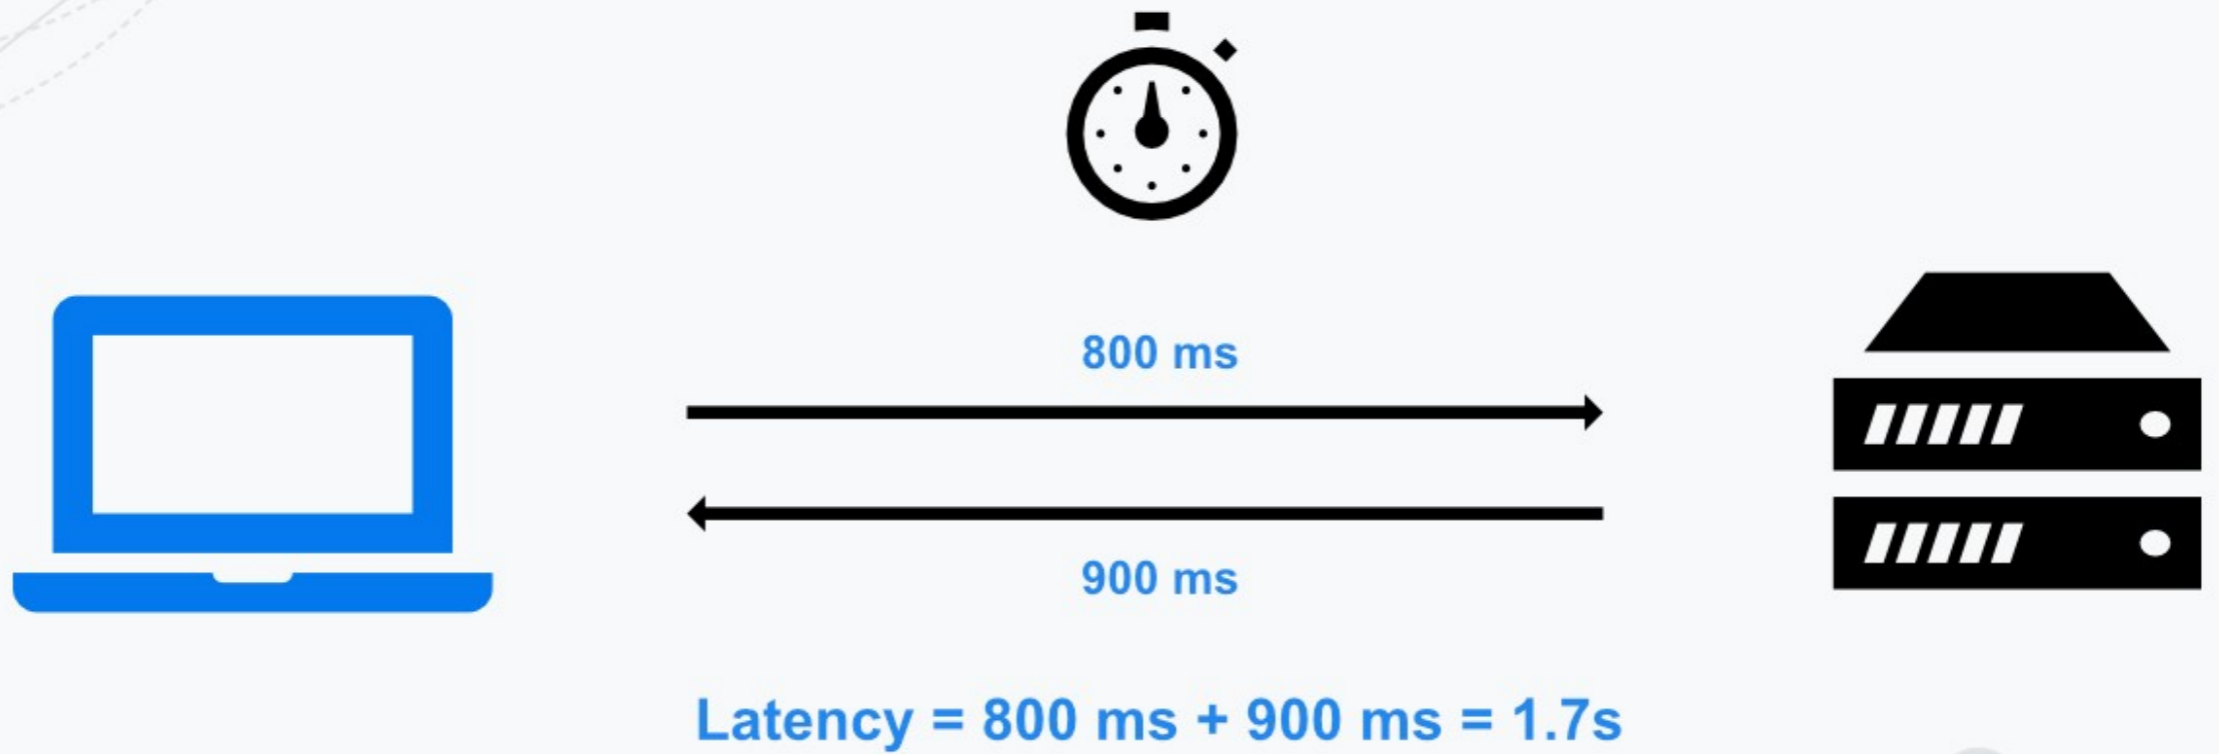 800 ms
900 ms
Latency = 800 ms + 900 ms = 1.7s